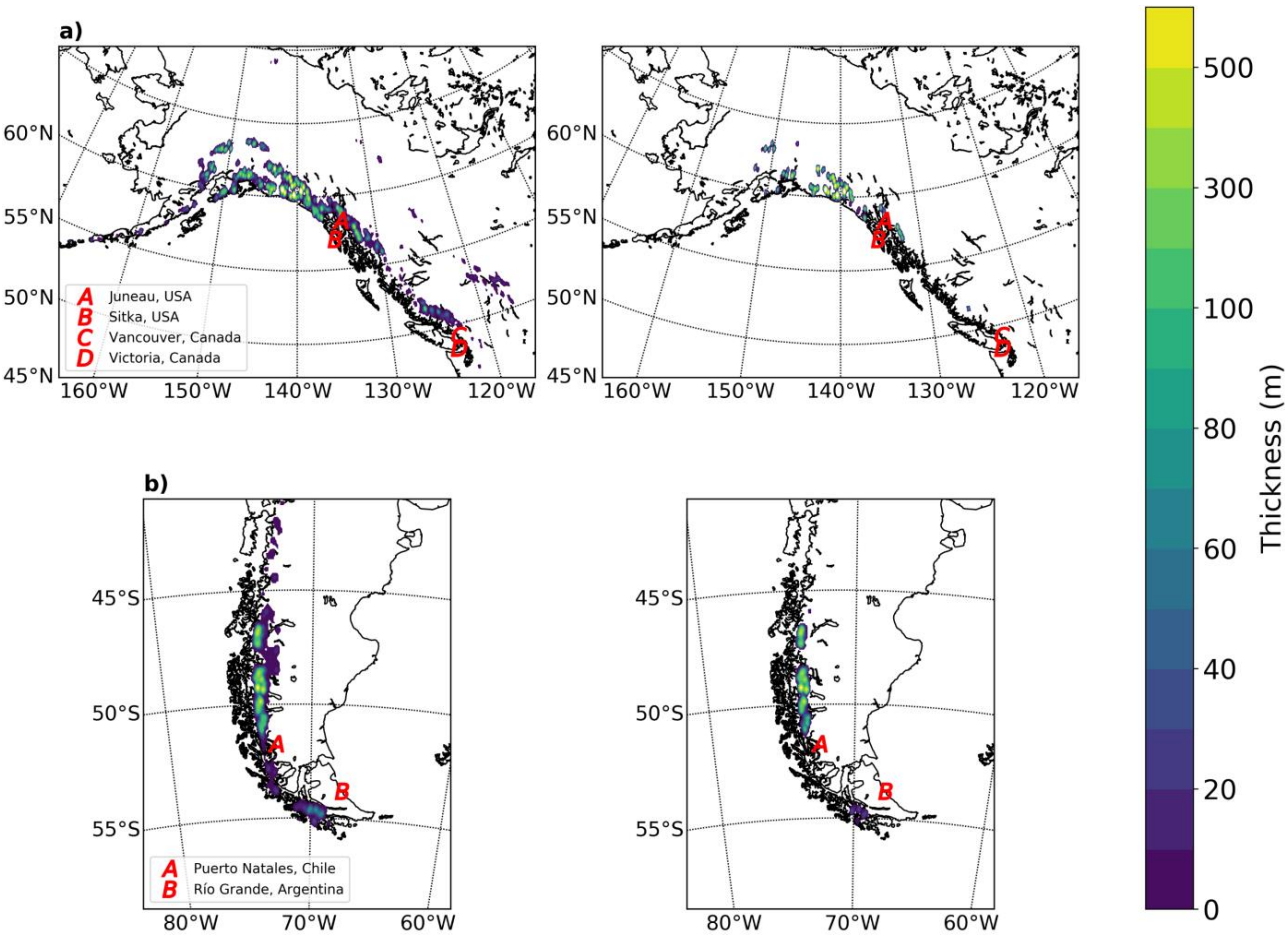 a)
60°N
55°N
50°N
45°N
160°W 150°W 140°W 130°W 120°W
A
B
C
D
A Juneau, USA
B Sitka, USA
C Vancouver, Canada
D Victoria, Canada
60°N
55°N
50°N
45°N
160°W 150°W 140°W 130°W 120°W
A
B
C
D
b)
45°S
50°S
55°S
80°W 70°W 60°W
A
B
A Puerto Natales, Chile
B Río Grande, Argentina
45°S
50°S
55°S
80°W 70°W 60°W
A
B
500
300
100
80
60
40
20
0
Thickness (m)